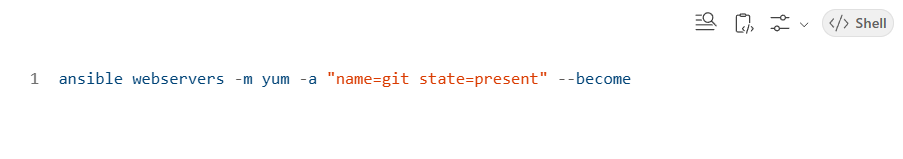 </> Shell
1 ansible webservers -m yum -a "name=git state=present" --become